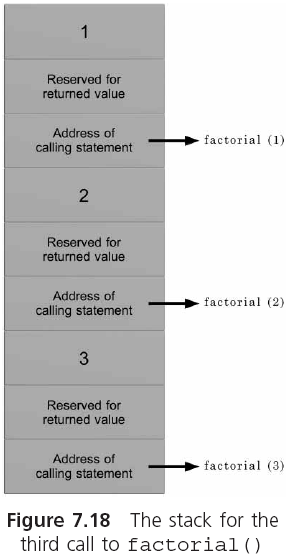 1
Reserved for
returned value
Address of
calling statement
factorial (1)
2
Reserved for
returned value
Address of
calling statement
factorial (2)
3
Reserved for
returned value
Address of
calling statement
factorial (3)
Figure 7.18 The stack for the
third call to factorial()